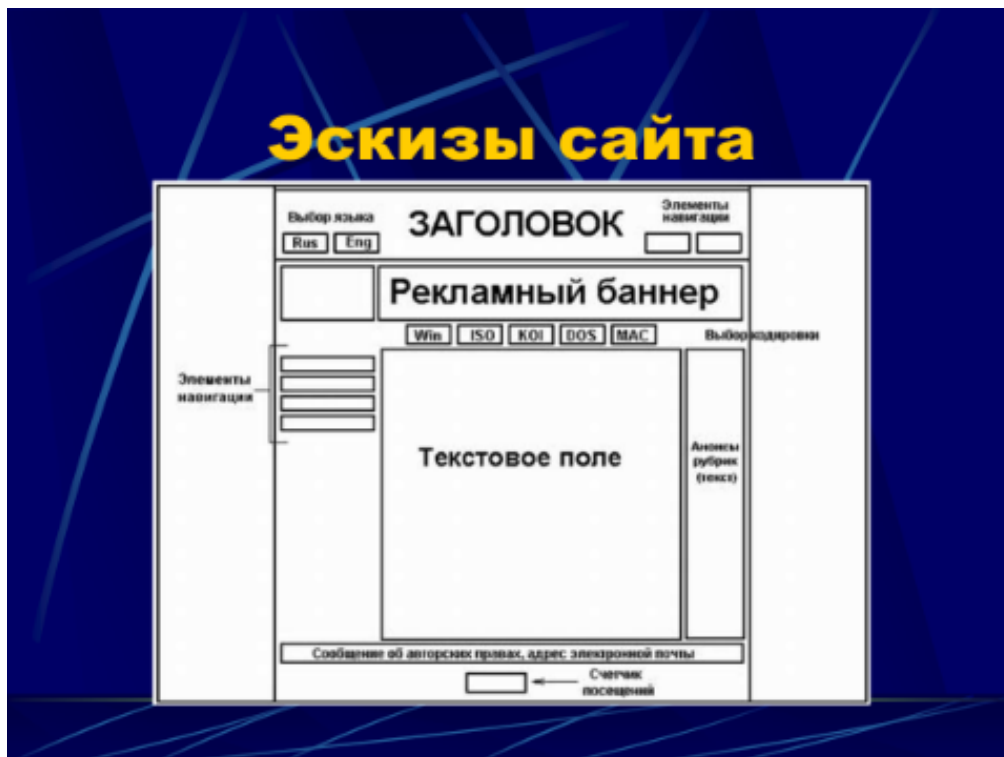 Эскизы сайта
Выбор языка
Rus Eng
ЗАГОЛОВОК
Элементы
навигации
Рекламный баннер
Win ISO KOI DOS MAC
Выбор кодировки
Элементы
навигации
Текстовое поле
Анонсы
рубрик
(текст)
Сообщение об авторских правах, адрес электронной почты
Счетчик
посещений